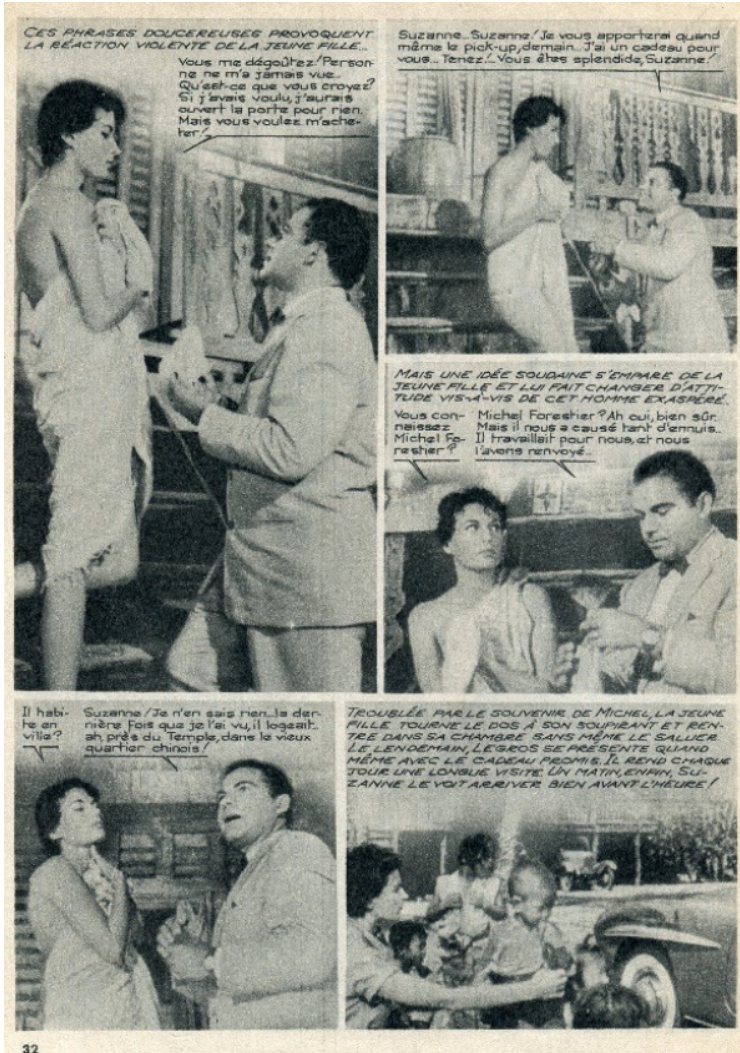 CES PHRASES DOUCEREUSES PROVOQUENT
LA RÉACTION VIOLENTE DE LA JEUNE FILLE...
Vous me dégoûtez! Person-
ne ne m'a jamais vue...
Qu'est-ce que vous croyez?
Si j'avais voulu, j'aurais
ouvert la porte pour rien.
Mais vous voulez m'ache-
ter!
Suzanne... Suzanne! Je vous apporterai quand
même le pick-up, demain... J'ai un cadeau pour
vous... Tenez!... Vous êtes splendide, Suzanne!
MAIS UNE IDÉE SOUDAINE S'EMPARE DE LA
JEUNE FILLE ET LUI FAIT CHANGER D'ATTI-
TUDE VIS-À-VIS DE CET HOMME EXASPÉRÉ.
Vous con-
naissez
Michel Fo-
restier?
Michel Forestier? Ah oui, bien sûr.
Mais il nous a causé tant d'ennuis...
Il travaillait pour nous, et nous
l'avons renvoyé...
Il habi-
te en
ville?
Suzanne! Je n'en sais rien... la der-
nière fois que je l'ai vu, il logeait...
ah, près du Temple, dans le vieux
quartier chinois!
TROUBLÉE PAR LE SOUVENIR DE MICHEL, LA JEUNE
FILLE TOURNE LE DOS À SON SOUPIRANT ET REN-
TRE DANS SA CHAMBRE SANS MÊME LE SALUER.
LE LENDEMAIN, LEGROS SE PRÉSENTE QUAND
MÊME AVEC LE CADEAU PROMIS. IL REND CHAQUE
JOUR UNE LONGUE VISITE. UN MATIN, ENFIN, SU-
ZANNE LE VOIT ARRIVER BIEN AVANT L'HEURE!
32